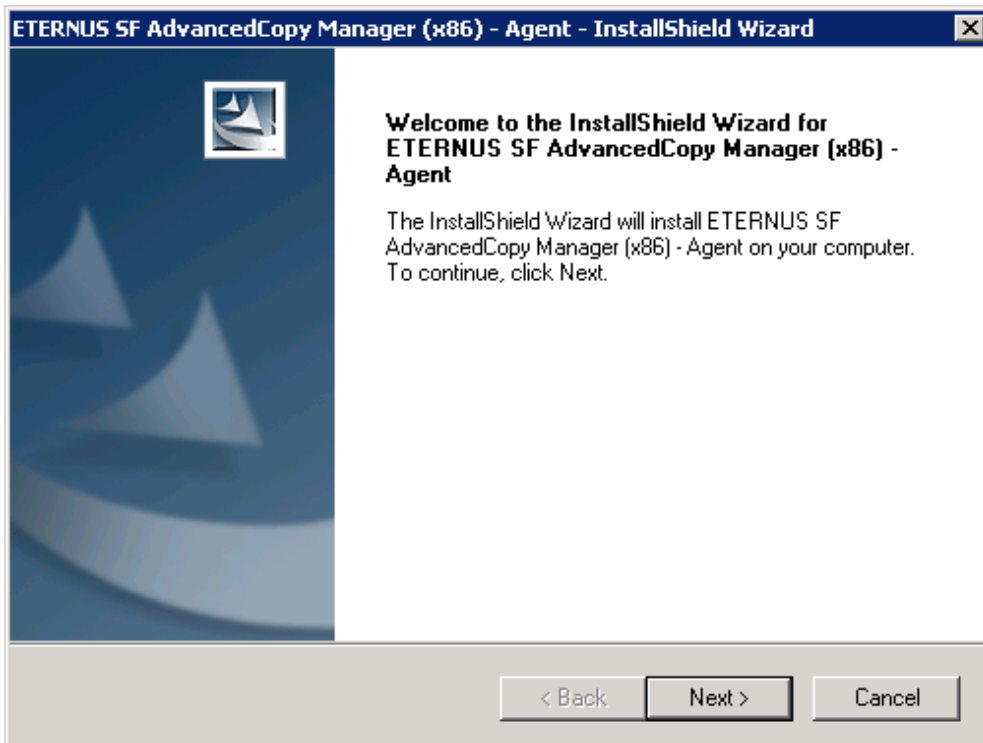 ETERNUS SF AdvancedCopy Manager (x86) - Agent - InstallShield Wizard
Welcome to the InstallShield Wizard for
ETERNUS SF AdvancedCopy Manager (x86) -
Agent
The InstallShield Wizard will install ETERNUS SF
AdvancedCopy Manager (x86) - Agent on your computer.
To continue, click Next.
< Back Next > Cancel